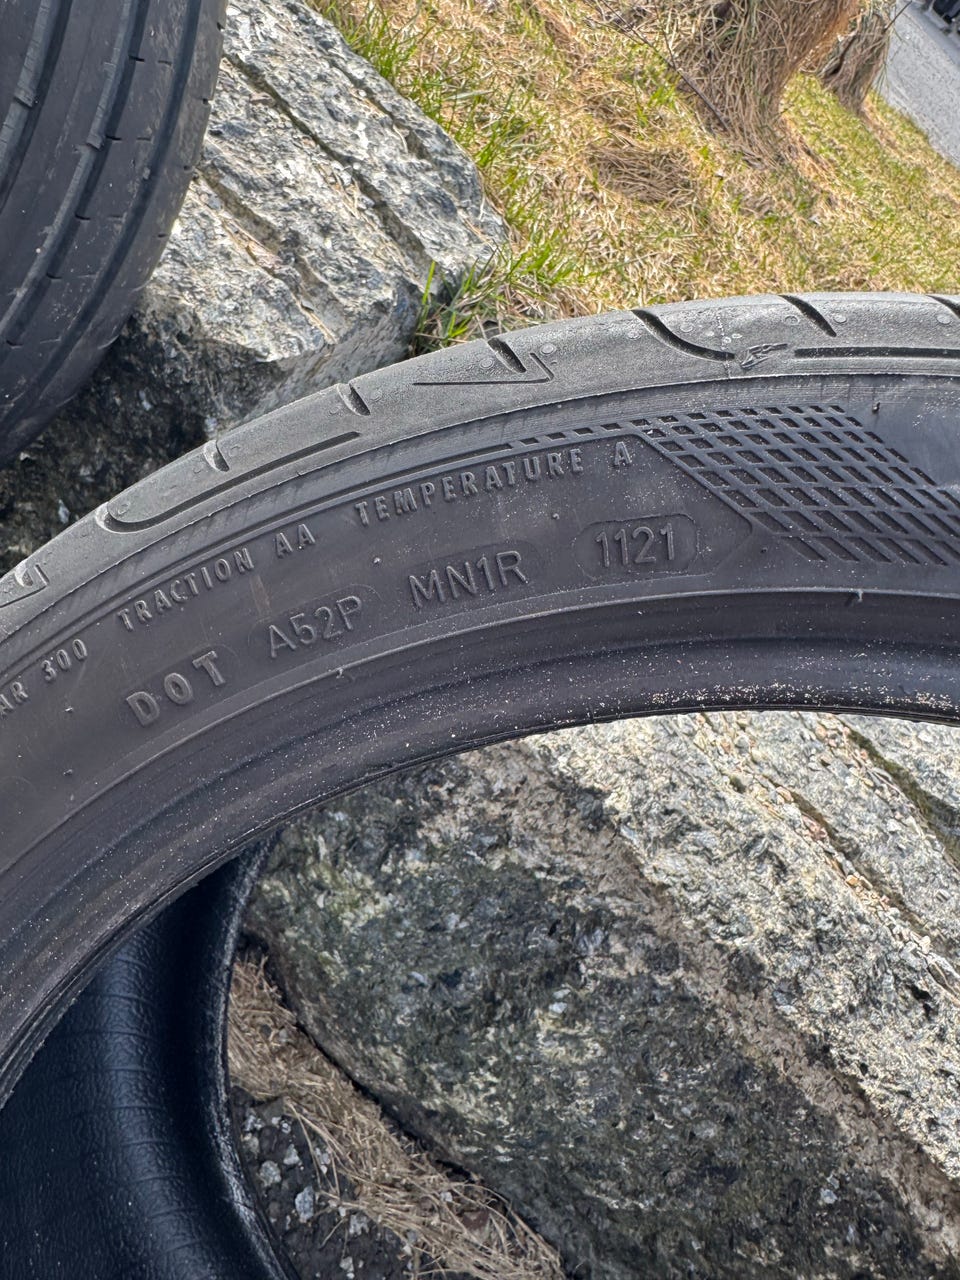 AR 300 TRACTION AA TEMPERATURE A
DOT A52P MN1R 1121